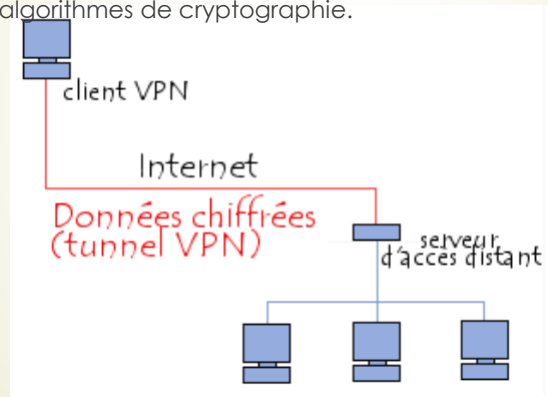 algorithmes de cryptographie.
client VPN
Internet
Données chiffrées
(tunnel VPN)
serveur
d'accès distant